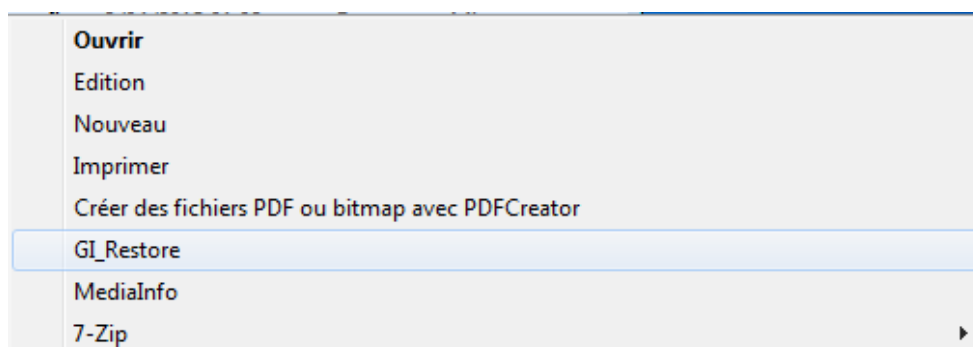 Ouvrir
Edition
Nouveau
Imprimer
Créer des fichiers PDF ou bitmap avec PDFCreator
GI_Restore
MediaInfo
7-Zip